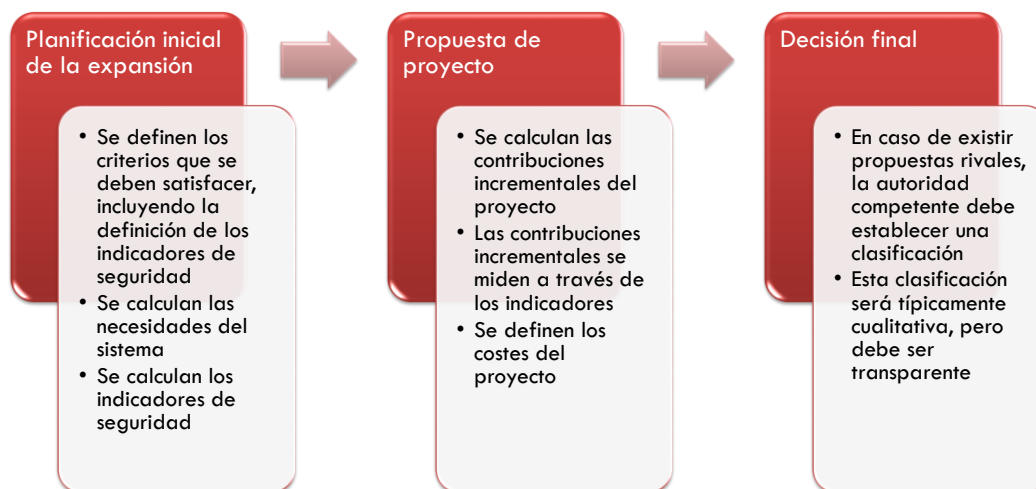 Planificación inicial
de la expansión
• Se definen los
criterios que se
deben satisfacer,
incluyendo la
definición de los
indicadores de
seguridad
• Se calculan las
necesidades del
sistema
• Se calculan los
indicadores de
seguridad
Propuesta de
proyecto
• Se calculan las
contribuciones
incrementales del
proyecto
• Las contribuciones
incrementales se
miden a través de
los indicadores
• Se definen los
costes del
proyecto
Decisión final
• En caso de existir
propuestas rivales,
la autoridad
competente debe
establecer una
clasificación
• Esta clasificación
será típicamente
cualitativa, pero
debe ser
transparente